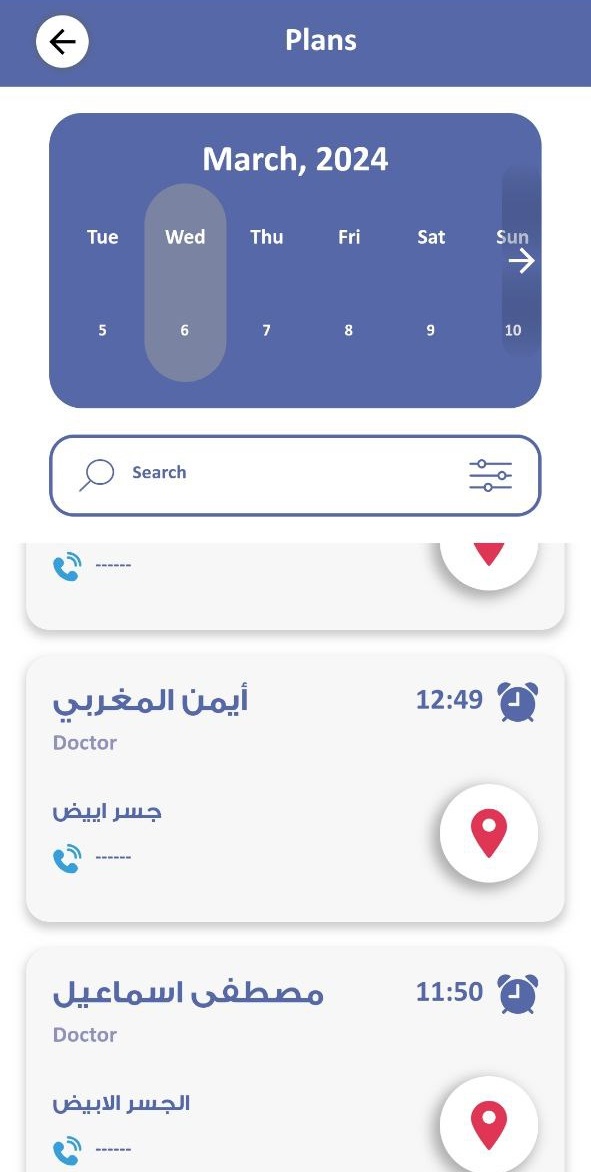 Plans
March, 2024
Tue Wed Thu Fri Sat Sun
5 6 7 8 9 10
Search
------
أيمن المغربي 12:49
Doctor
جسر ابيض
------
مصطفى اسماعيل 11:50
Doctor
الجسر الابيض
------